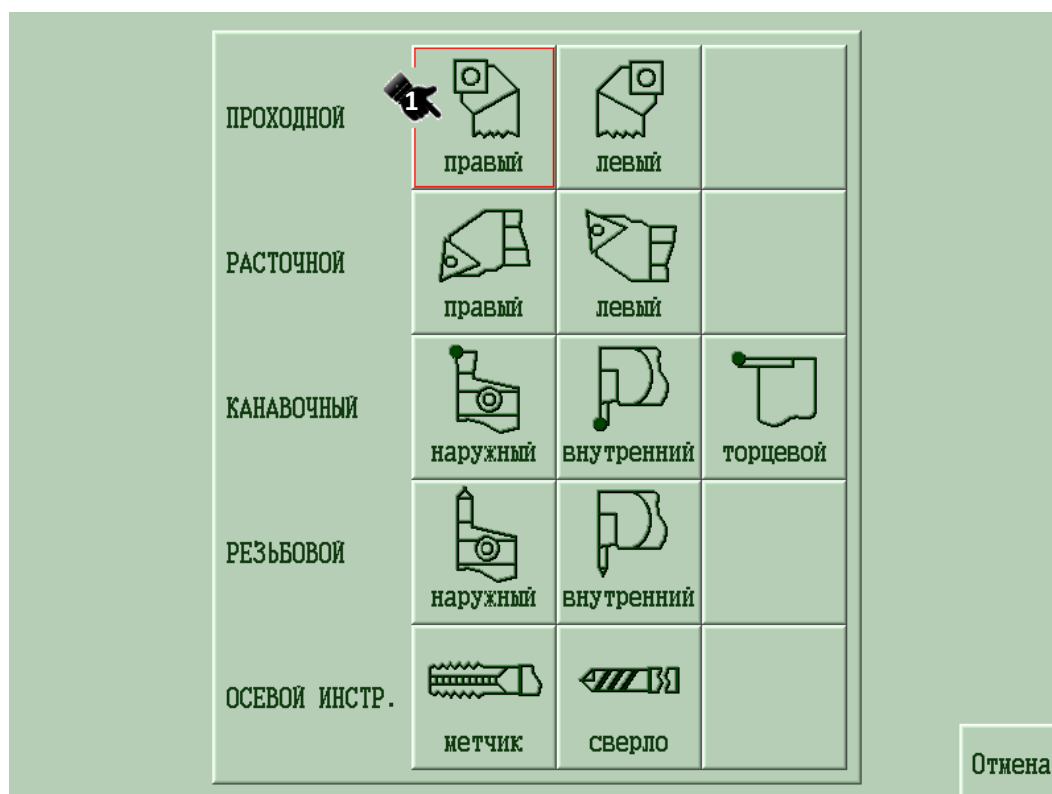 1
ПРОХОДНОЙ
правый левый
РАСТОЧНОЙ
правый левый
КАНАВОЧНЫЙ
наружный внутренний торцевой
РЕЗЬБОВОЙ
наружный внутренний
ОСЕВОЙ ИНСТР.
метчик сверло
Отмена